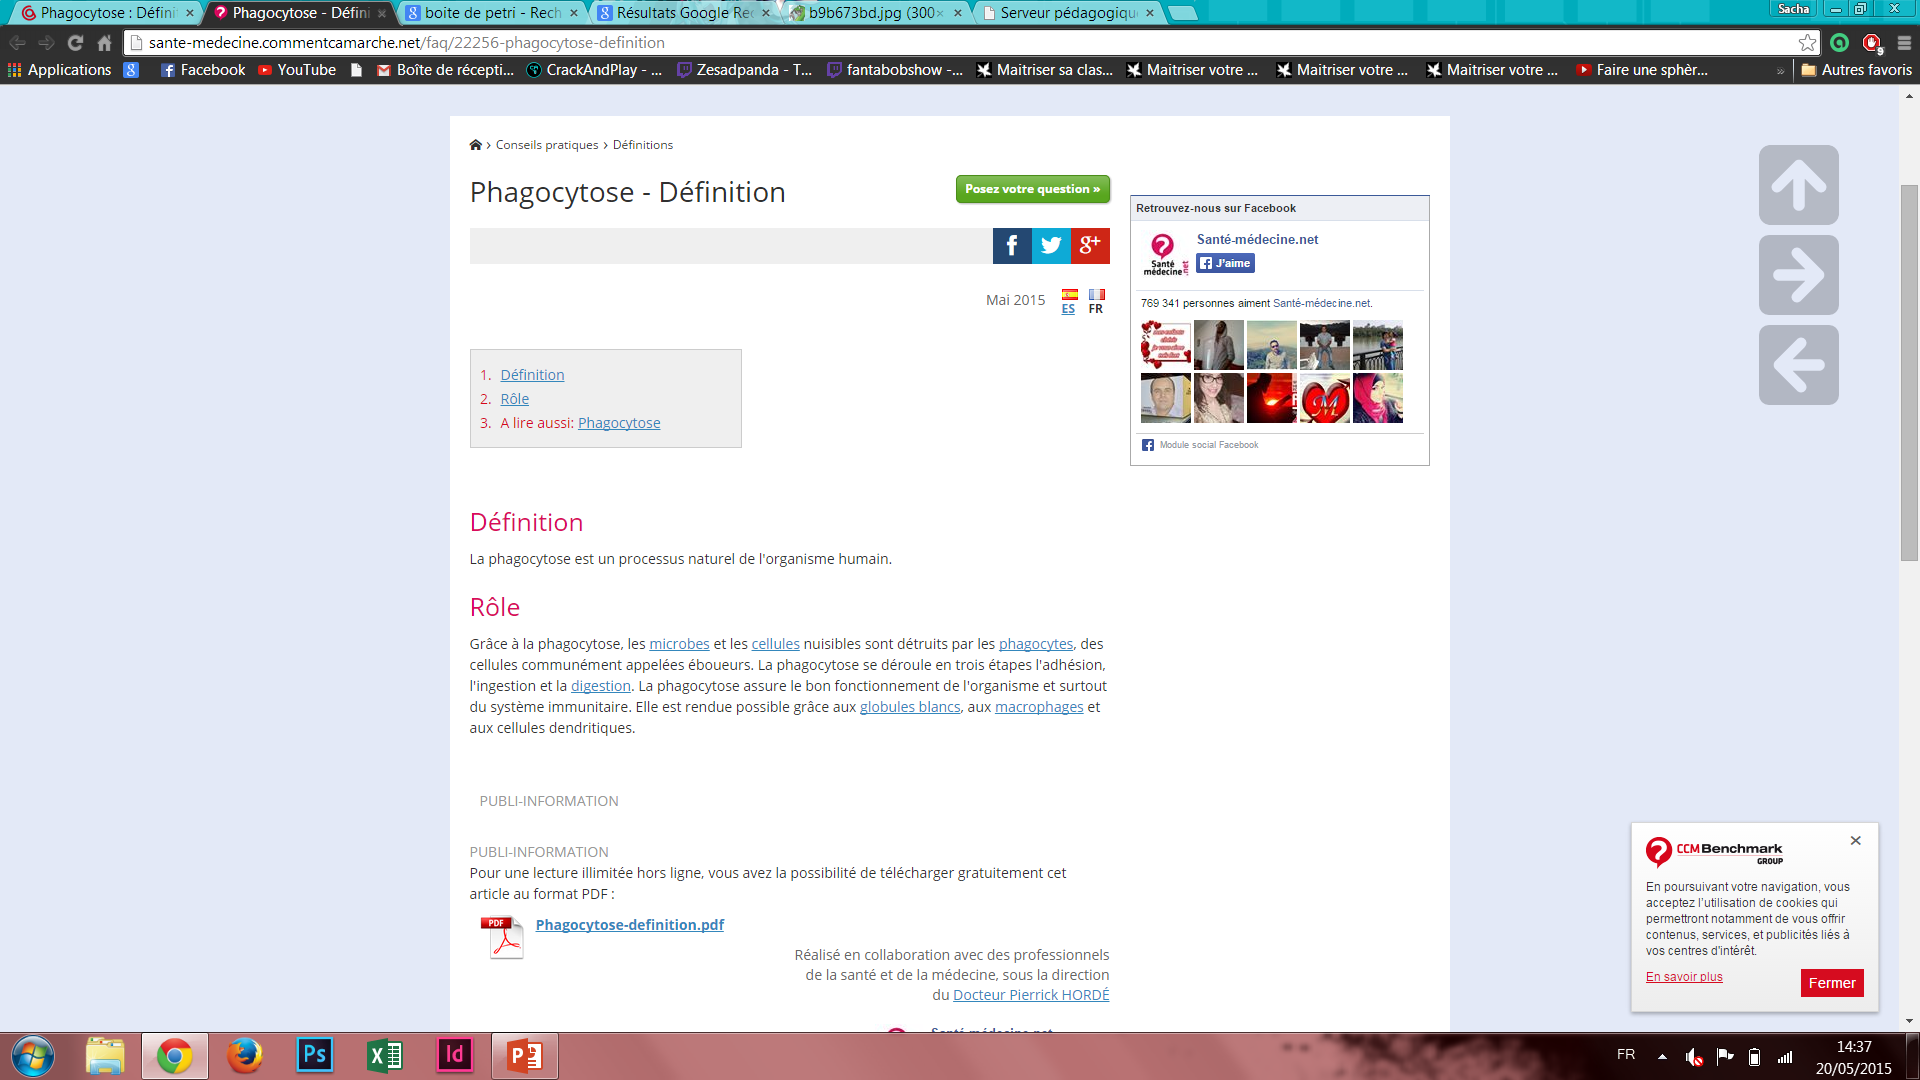 Phagocytose : Défini
Phagocytose - Défini
boite de petri - Rech
Résultats Google Rec
b9b673bd.jpg (300×
Serveur pédagogiqu
Sacha
sante-medecine.commentcamarche.net/faq/22256-phagocytose-definition
9
Applications
Facebook
YouTube
Boîte de récepti...
CrackAndPlay - ...
Zesadpanda - T...
fantabobshow -...
Maitriser sa clas...
Maitriser votre ...
Maitriser votre ...
Maitriser votre ...
Faire une sphèr...
»
Autres favoris
› Conseils pratiques › Définitions
Phagocytose - Définition
Posez votre question »
Mai 2015
ES
FR
1. Définition
2. Rôle
3. A lire aussi: Phagocytose
Définition
La phagocytose est un processus naturel de l'organisme humain.
Rôle
Grâce à la phagocytose, les microbes et les cellules nuisibles sont détruits par les phagocytes, des
cellules communément appelées éboueurs. La phagocytose se déroule en trois étapes l'adhésion,
l'ingestion et la digestion. La phagocytose assure le bon fonctionnement de l'organisme et surtout
du système immunitaire. Elle est rendue possible grâce aux globules blancs, aux macrophages et
aux cellules dendritiques.
PUBLI-INFORMATION
PUBLI-INFORMATION
Pour une lecture illimitée hors ligne, vous avez la possibilité de télécharger gratuitement cet
article au format PDF :
PDF
Phagocytose-definition.pdf
Réalisé en collaboration avec des professionnels
de la santé et de la médecine, sous la direction
du Docteur Pierrick HORDÉ
Santé-médecine.net
Retrouvez-nous sur Facebook
Santé médecine.net
Santé-médecine.net
J'aime
769 341 personnes aiment Santé-médecine.net.
M
Module social Facebook
CCMBenchmark
GROUP
En poursuivant votre navigation, vous
acceptez l'utilisation de cookies qui
permettront notamment de vous offrir
contenus, services, et publicités liés à
vos centres d'intérêt.
En savoir plus
Fermer
Ps
Id
FR
14:37
20/05/2015